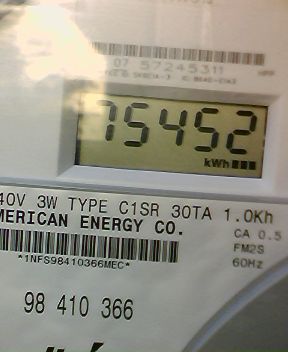 07 57245311
75452
kWh
40V 3W TYPE C1SR 30TA 1.0Kh
MERICAN ENERGY CO.
CA 0.5
FM2S
60Hz
*1NFS98410366MEC*
98 410 366